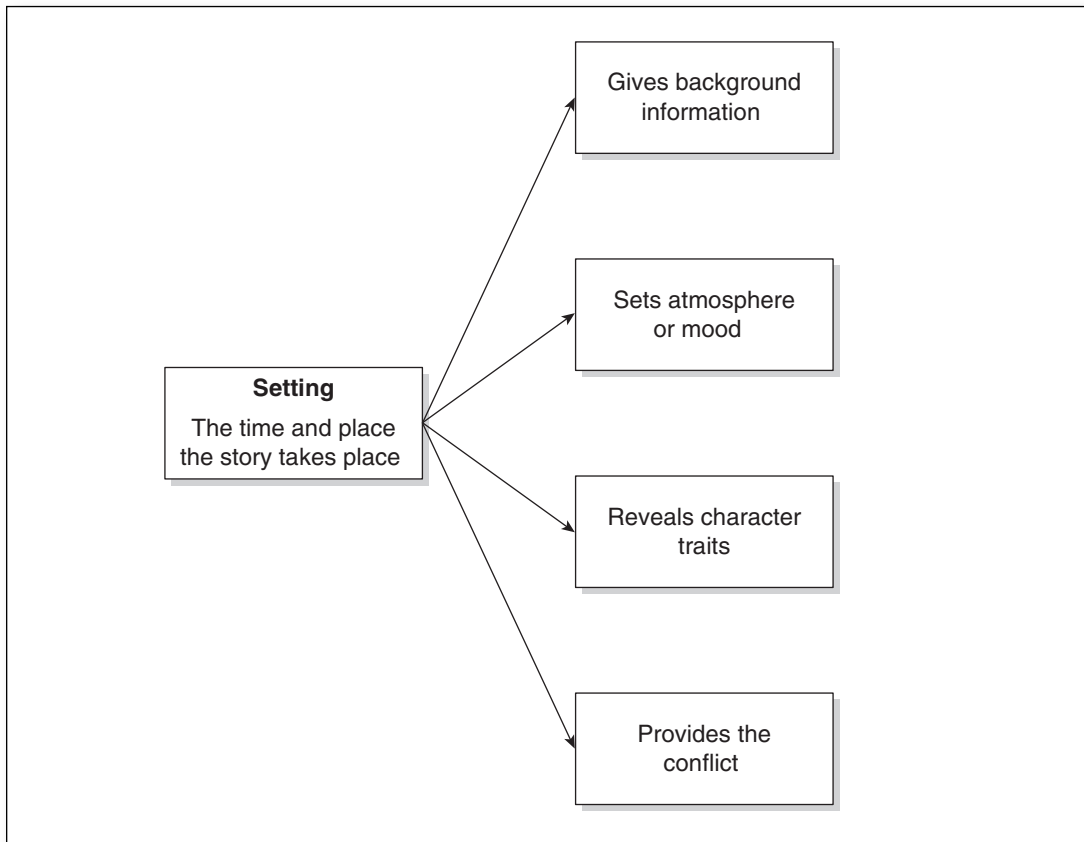 Gives background
information
Sets atmosphere
or mood
Setting
The time and place
the story takes place
Reveals character
traits
Provides the
conflict